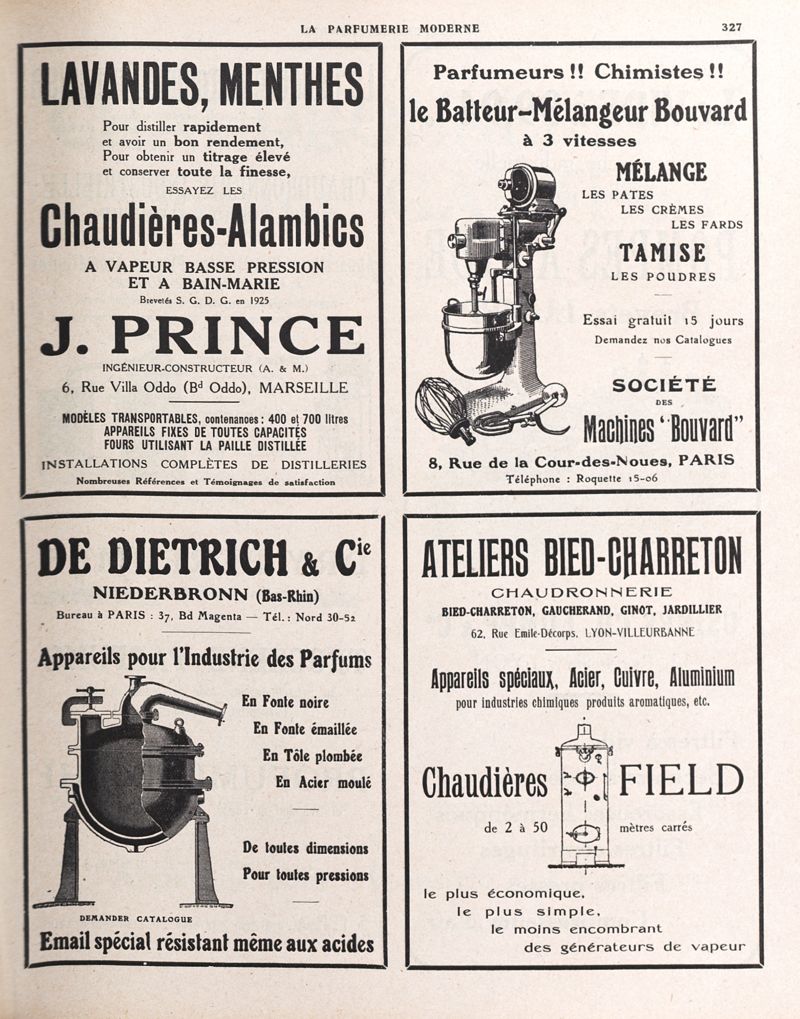 LA PARFUMERIE MODERNE
327
LAVANDES, MENTHES
Pour distiller rapidement
et avoir un bon rendement,
Pour obtenir un titrage élevé
et conserver toute la finesse,
ESSAYEZ LES
Chaudières-Alambics
A VAPEUR BASSE PRESSION
ET A BAIN-MARIE
Brevetés S. G. D. G. en 1925
J. PRINCE
INGÉNIEUR-CONSTRUCTEUR (A. & M.)
6, Rue Villa Oddo (Bd Oddo), MARSEILLE
MODÈLES TRANSPORTABLES, contenances : 400 et 700 litres
APPAREILS FIXES DE TOUTES CAPACITÉS
FOURS UTILISANT LA PAILLE DISTILLÉE
INSTALLATIONS COMPLÈTES DE DISTILLERIES
Nombreuses Références et Témoignages de satisfaction
Parfumeurs !! Chimistes !!
le Batteur-Mélangeur Bouvard
à 3 vitesses
MÉLANGE
LES PATES
LES CRÈMES
LES FARDS
TAMISE
LES POUDRES
Essai gratuit 15 jours
Demandez nos Catalogues
SOCIÉTÉ
DES
Machines "Bouvard"
8, Rue de la Cour-des-Noues, PARIS
Téléphone : Roquette 15-06
DE DIETRICH & Cie
NIEDERBRONN (Bas-Rhin)
Bureau à PARIS : 37, Bd Magenta — Tél. : Nord 30-52
Appareils pour l'Industrie des Parfums
En Fonte noire
En Fonte émaillée
En Tôle plombée
En Acier moulé
De toutes dimensions
Pour toutes pressions
DEMANDER CATALOGUE
Email spécial résistant même aux acides
ATELIERS BIED-CHARRETON
CHAUDRONNERIE
BIED-CHARRETON, GAUCHERAND, GINOT, JARDILLIER
62, Rue Emile-Décorps. LYON-VILLEURBANNE
Appareils spéciaux, Acier, Cuivre, Aluminium
pour industries chimiques produits aromatiques, etc.
Chaudières FIELD
de 2 à 50 mètres carrés
le plus économique,
le plus simple,
le moins encombrant
des générateurs de vapeur